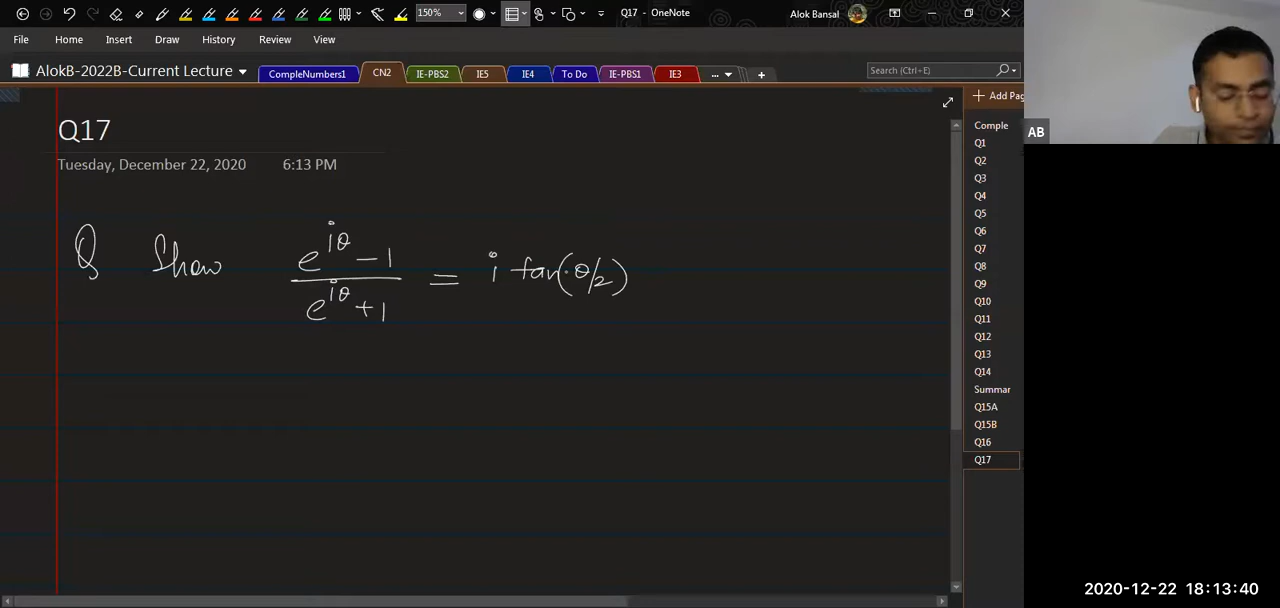 150%
Q17 - OneNote
Alok Bansal
File Home Insert Draw History Review View
AlokB-2022B-Current Lecture CompleNumbers1 CN2 IE-PBS2 IE5 IE4 To Do IE-PBS1 IE3 ... + Search (Ctrl+E)
+ Add Pag
Q17
Tuesday, December 22, 2020 6:13 PM
Q Show (e^{iθ} - 1)/(e^{iθ} + 1) = i tan(θ/2)
Comple
Q1
Q2
Q3
Q4
Q5
Q6
Q7
Q8
Q9
Q10
Q11
Q12
Q13
Q14
Summar
Q15A
Q15B
Q16
Q17
AB
2020-12-22 18:13:40